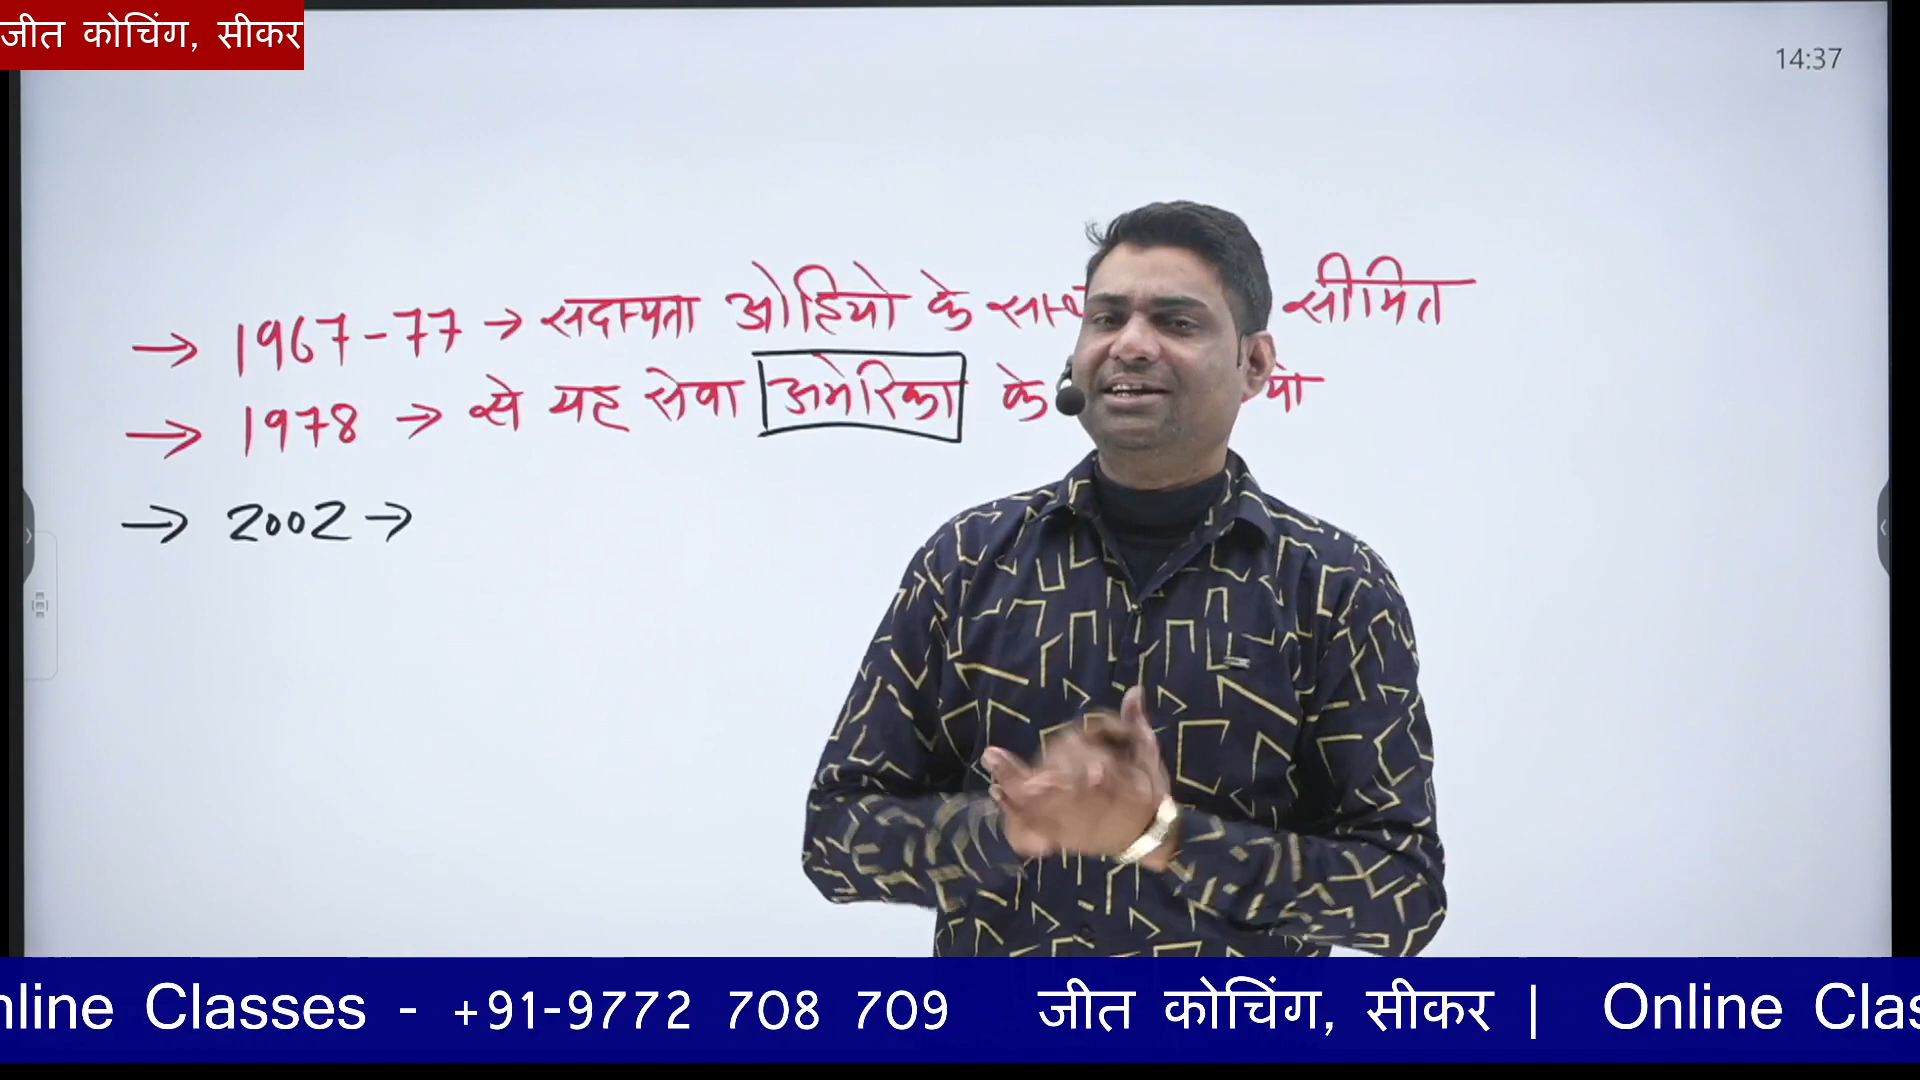 जीत कोचिंग, सीकर
14:37
→ 1967-77 → सदस्यता ओहियो के सीमित
→ 1978 → से यह सेवा अमेरिका के
→ 2002 →
nline Classes - +91-9772 708 709 जीत कोचिंग, सीकर | Online Clas